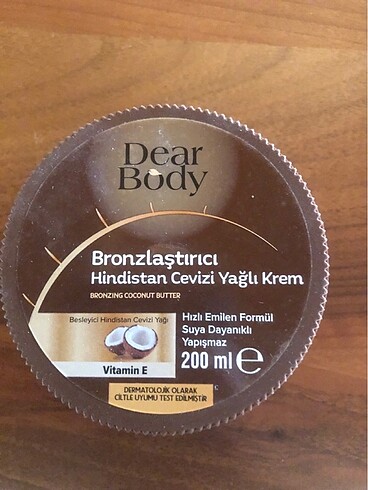 Dear
Body
Bronzlaştırıcı
Hindistan Cevizi Yağlı Krem
BRONZING COCONUT BUTTER
Besleyici Hindistan Cevizi Yağı
Vitamin E
Hızlı Emilen Formül
Suya Dayanıklı
Yapışmaz
200 ml ℮
DERMATOLOJİK OLARAK
CİLTLE UYUMU TEST EDİLMİŞTİR